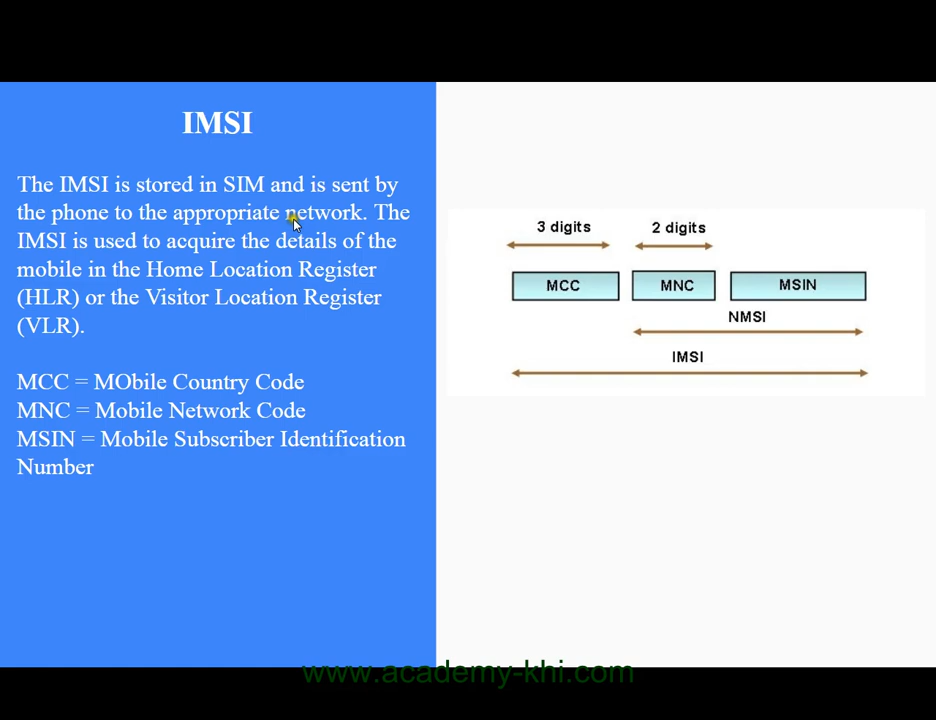 IMSI
The IMSI is stored in SIM and is sent by
the phone to the appropriate network. The
IMSI is used to acquire the details of the
mobile in the Home Location Register
(HLR) or the Visitor Location Register
(VLR).
MCC = MObile Country Code
MNC = Mobile Network Code
MSIN = Mobile Subscriber Identification
Number
3 digits 2 digits
MCC MNC MSIN
NMSI
IMSI
www.academy-khi.com